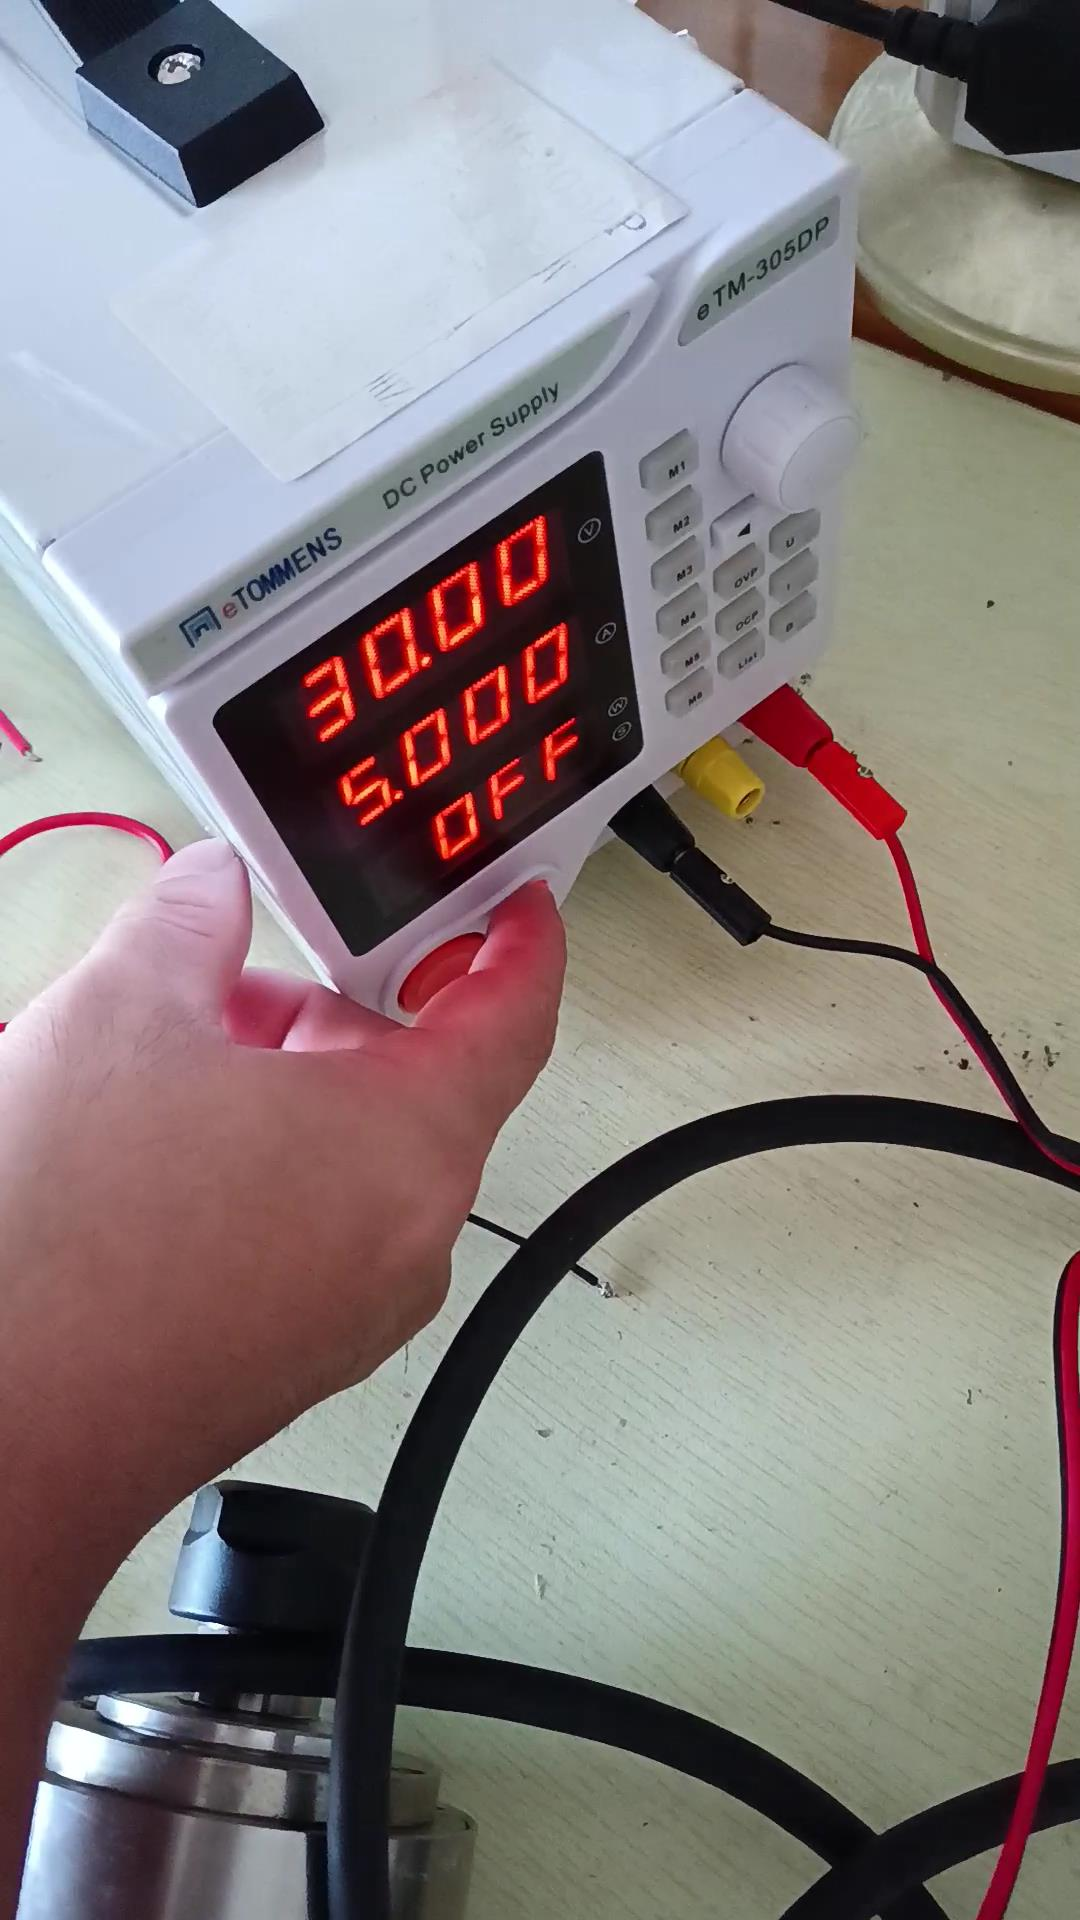 eTM-305DP
DC Power Supply
eTOMMENS
30.00
V
5.000
A
OFF
W
S
M1
M2
M3
M4
M5
M6
OVP
OCP
List
U
I